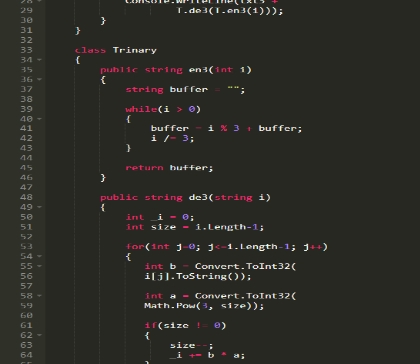 28 Console.WriteLine(txt3 +
29 T.de3(T.en3(i)));
30 }
31 }
32
33 class Trinary
34 {
35 public string en3(int i)
36 {
37 string buffer = "";
38
39 while(i > 0)
40 {
41 buffer = i % 3 + buffer;
42 i /= 3;
43 }
44
45 return buffer;
46 }
47
48 public string de3(string i)
49 {
50 int _i = 0;
51 int size = i.Length-1;
52
53 for(int j=0; j<=i.Length-1; j++)
54 {
55 int b = Convert.ToInt32(
56 i[j].ToString());
57
58 int a = Convert.ToInt32(
59 Math.Pow(3, size));
60
61 if(size != 0)
62 {
63 size--;
64 _i += b * a;
65 }